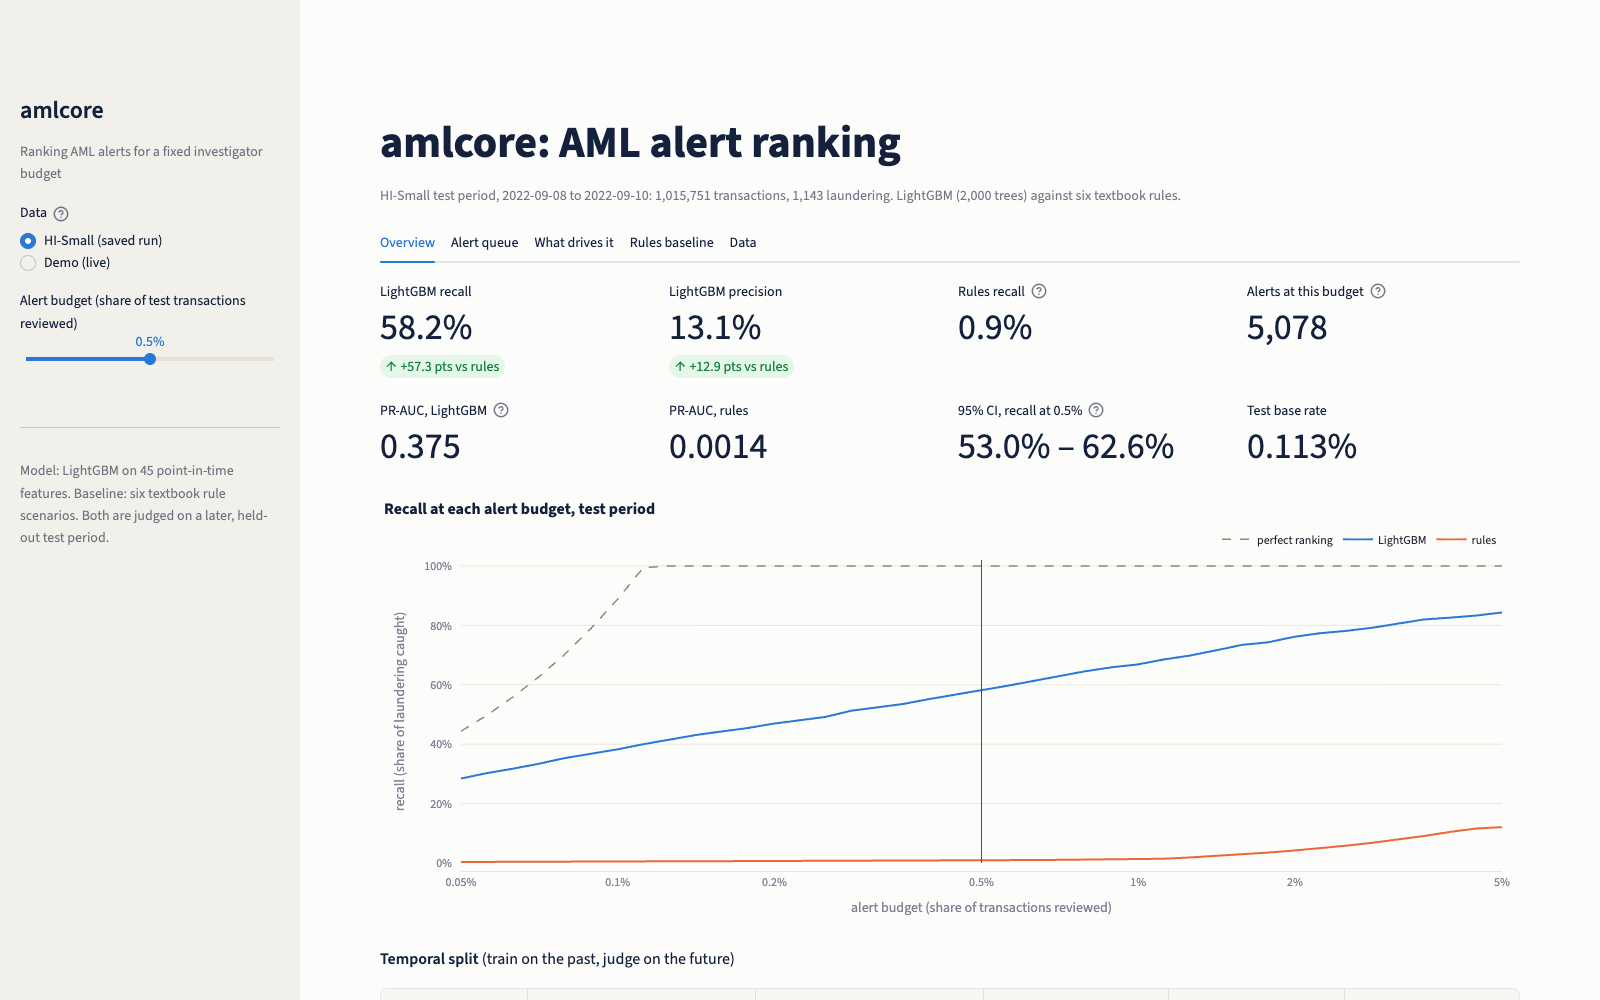 amlcore
Ranking AML alerts for a fixed investigator
budget
Data
HI-Small (saved run)
Demo (live)
Alert budget (share of test transactions
reviewed)
0.5%
Model: LightGBM on 45 point-in-time
features. Baseline: six textbook rule
scenarios. Both are judged on a later, held-
out test period.
amlcore: AML alert ranking
HI-Small test period, 2022-09-08 to 2022-09-10: 1,015,751 transactions, 1,143 laundering. LightGBM (2,000 trees) against six textbook rules.
Overview Alert queue What drives it Rules baseline Data
LightGBM recall LightGBM precision Rules recall Alerts at this budget
58.2% 13.1% 0.9% 5,078
↑ +57.3 pts vs rules ↑ +12.9 pts vs rules
PR-AUC, LightGBM PR-AUC, rules 95% CI, recall at 0.5% Test base rate
0.375 0.0014 53.0% – 62.6% 0.113%
Recall at each alert budget, test period
perfect ranking LightGBM rules
recall (share of laundering caught)
100%
80%
60%
40%
20%
0%
0.05% 0.1% 0.2% 0.5% 1% 2% 5%
alert budget (share of transactions reviewed)
Temporal split (train on the past, judge on the future)